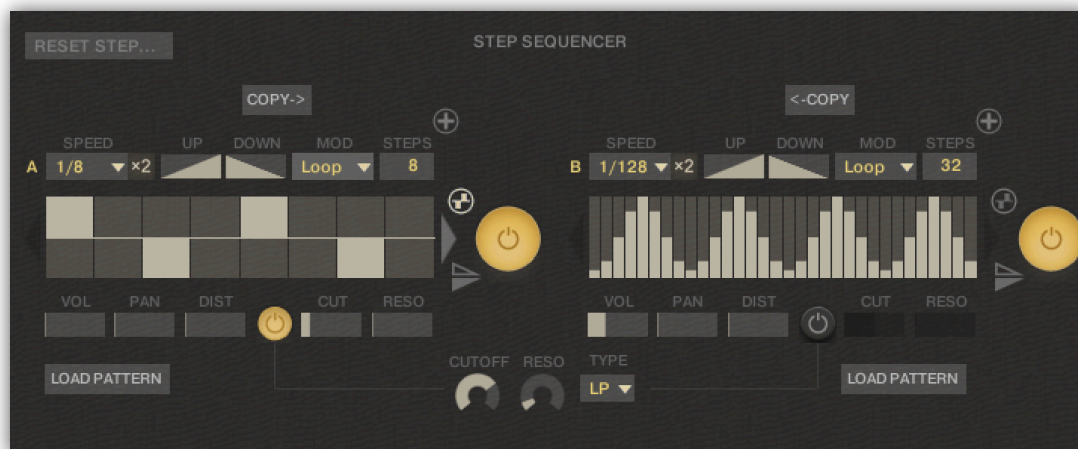 RESET STEP...
STEP SEQUENCER
COPY->
<-COPY
SPEED UP DOWN MOD STEPS
A 1/8 ×2 Loop 8
SPEED UP DOWN MOD STEPS
B 1/128 ×2 Loop 32
VOL PAN DIST CUT RESO
VOL PAN DIST CUT RESO
LOAD PATTERN
CUTOFF RESO TYPE
LP
LOAD PATTERN